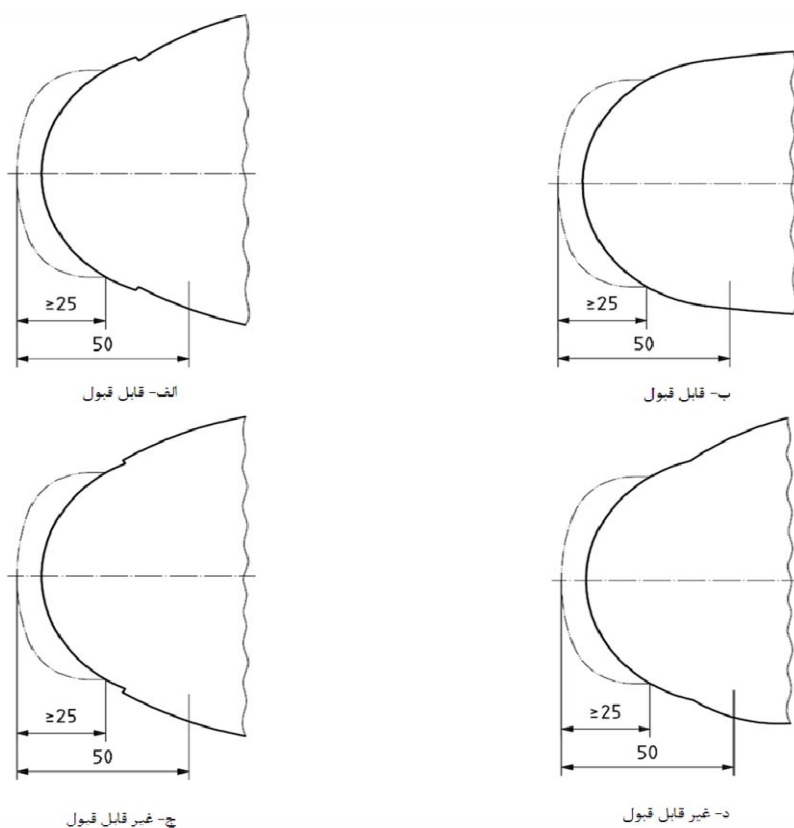 ≥25
50
الف- قابل قبول
≥25
50
ب- قابل قبول
≥25
50
ج- غیر قابل قبول
≥25
50
د- غیر قابل قبول